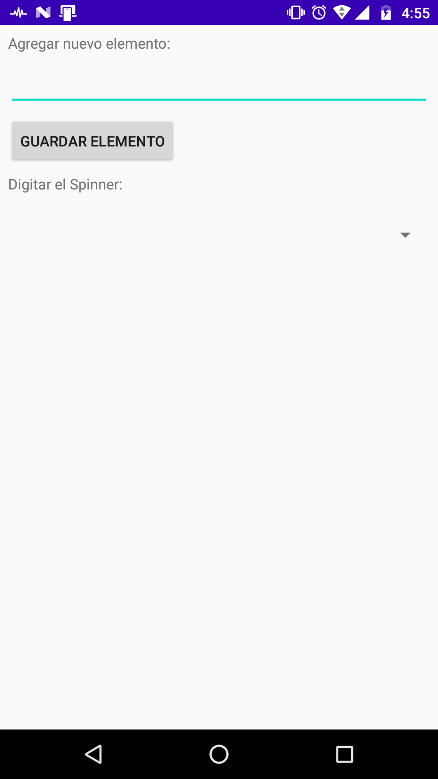 4:55
Agregar nuevo elemento:
GUARDAR ELEMENTO
Digitar el Spinner: